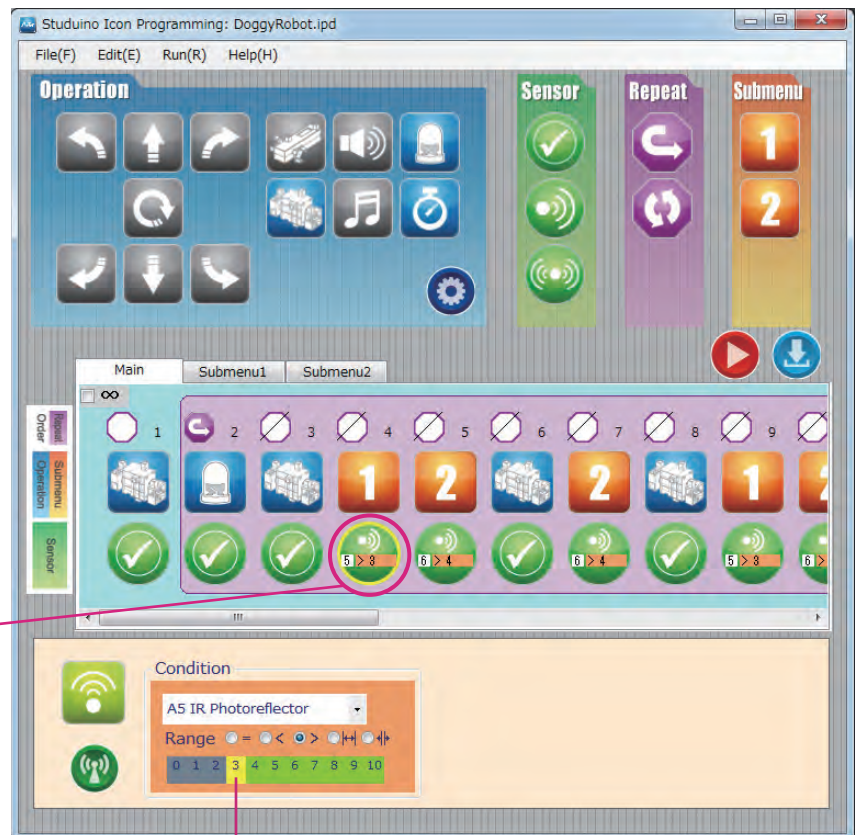 Studuino Icon Programming: DoggyRobot.ipd
File(F) Edit(E) Run(R) Help(H)
Operation Sensor Repeat Submenu
1
2
Main Submenu1 Submenu2
∞
Repeat Order
1 2 3 4 5 6 7 8 9
Submenu Operation
1 2 2 1 2
Sensor
5 > 3 6 > 4 6 > 4 5 > 3 6 >
Condition
A5 IR Photoreflector
Range = < >
0 1 2 3 4 5 6 7 8 9 10